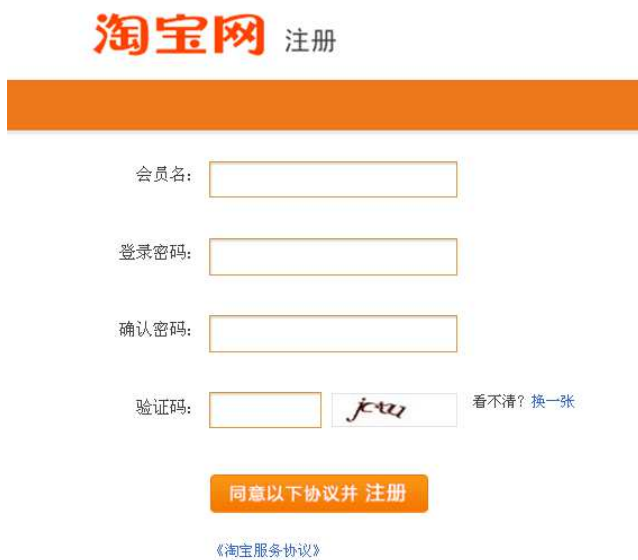 淘宝网 注册
会员名：
登录密码：
确认密码：
验证码： 看不清？换一张
同意以下协议并 注册
《淘宝服务协议》